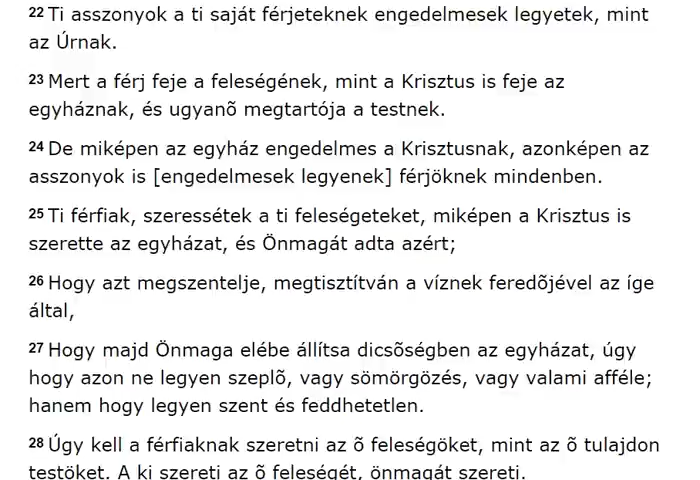 22 Ti asszonyok a ti saját férjeteknek engedelmesek legyetek, mint
az Úrnak.
23 Mert a férj feje a feleségének, mint a Krisztus is feje az
egyháznak, és ugyanõ megtartója a testnek.
24 De miképen az egyház engedelmes a Krisztusnak, azonképen az
asszonyok is [engedelmesek legyenek] férjöknek mindenben.
25 Ti férfiak, szeressétek a ti feleségeteket, miképen a Krisztus is
szerette az egyházat, és Önmagát adta azért;
26 Hogy azt megszentelje, megtisztítván a víznek feredõjével az íge
által,
27 Hogy majd Önmaga elébe állítsa dicsõségben az egyházat, úgy
hogy azon ne legyen szeplõ, vagy sömörgözés, vagy valami afféle;
hanem hogy legyen szent és feddhetetlen.
28 Úgy kell a férfiaknak szeretni az õ feleségöket, mint az õ tulajdon
testöket. A ki szereti az õ feleségét, önmagát szereti.